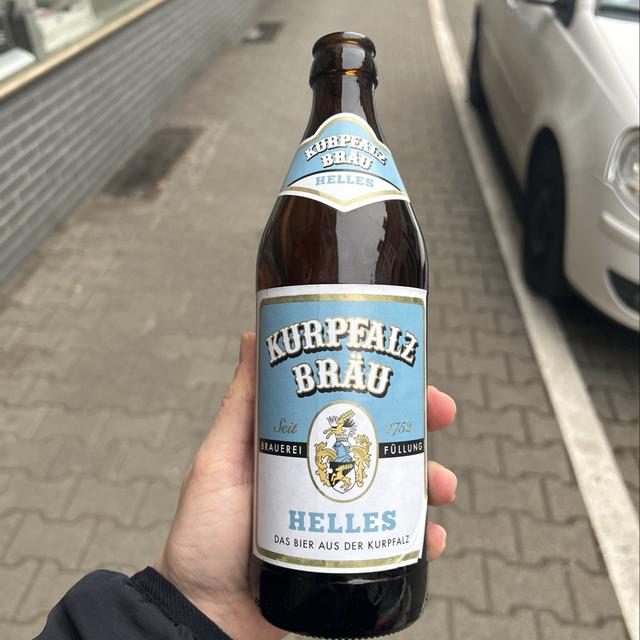 KURPFALZ
BRÄU
HELLES
KURPFALZ
BRÄU
Seit 1752
BRAUEREI FÜLLUNG
HELLES
DAS BIER AUS DER KURPFALZ